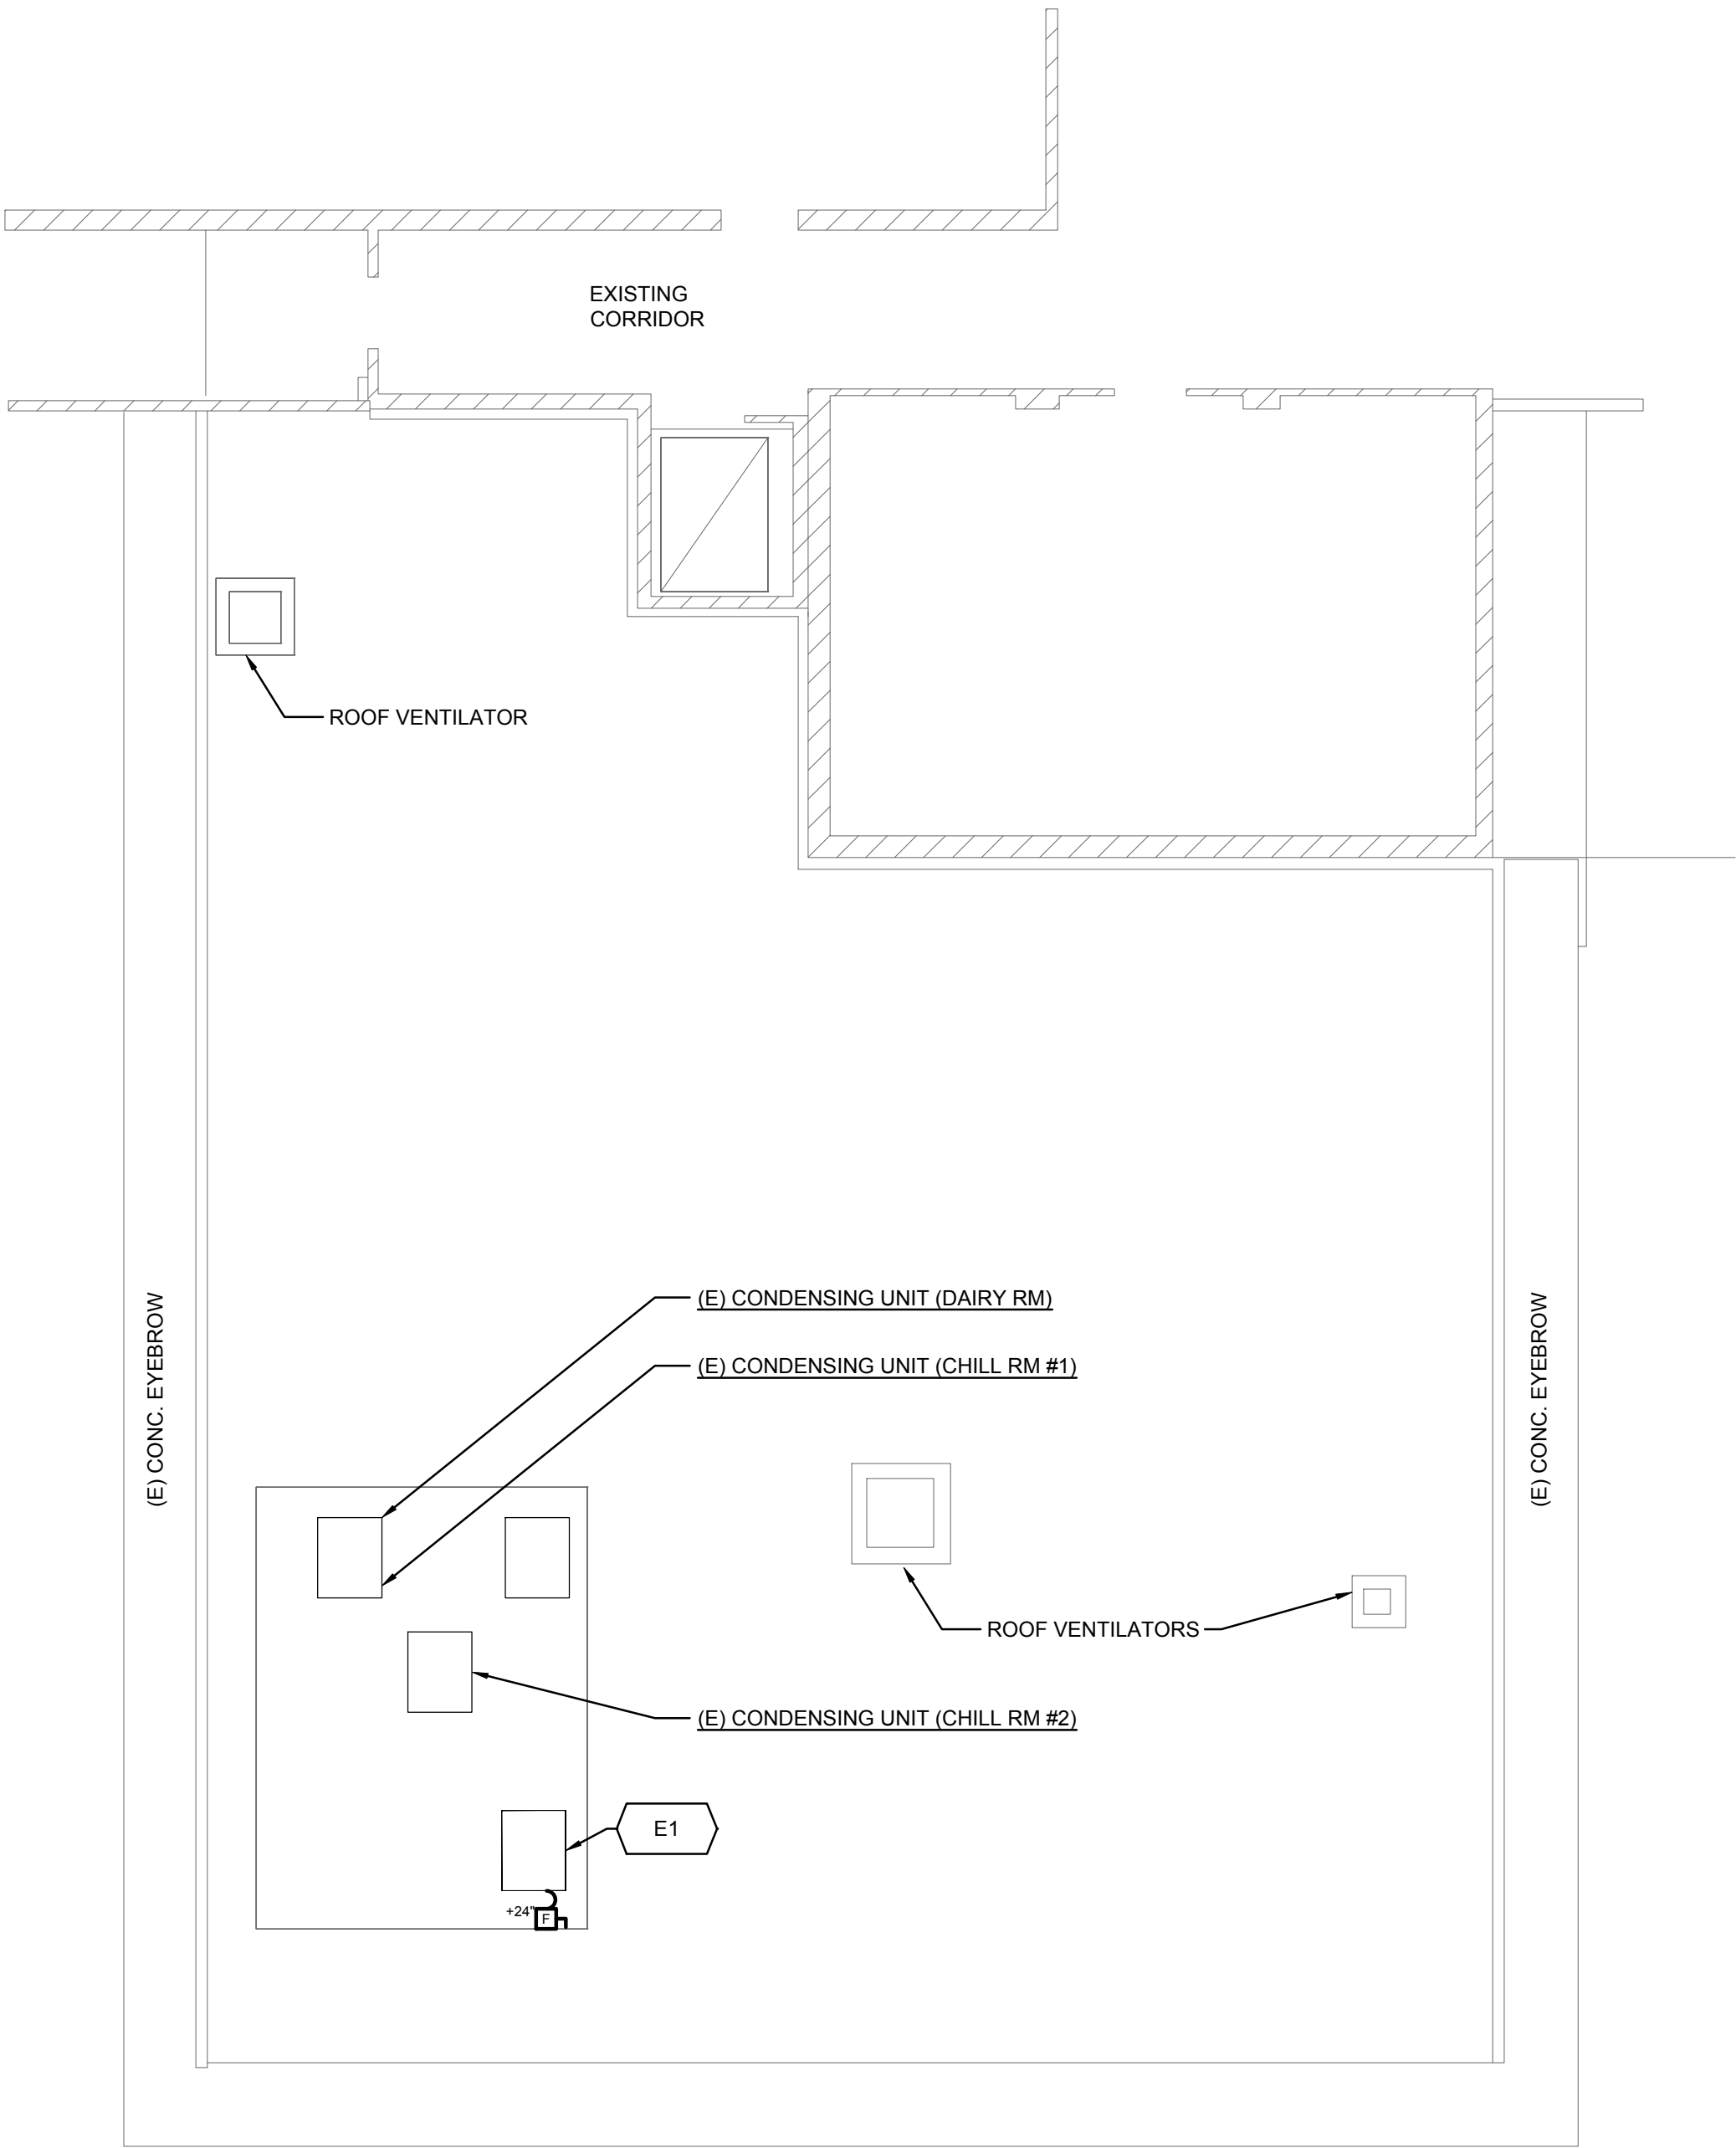 EXISTING
CORRIDOR
ROOF VENTILATOR
(E) CONDENSING UNIT (DAIRY RM)
(E) CONC. EYEBROW
(E) CONC. EYEBROW
(E) CONDENSING UNIT (CHILL RM #1)
ROOF VENTILATORS
(E) CONDENSING UNIT (CHILL RM #2)
E1
+24"
F